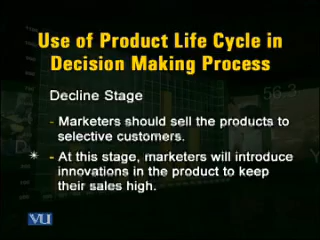 Use of Product Life Cycle in
Decision Making Process
Decline Stage
- Marketers should sell the products to
selective customers.
✴ - At this stage, marketers will introduce
innovations in the product to keep
their sales high.
VU